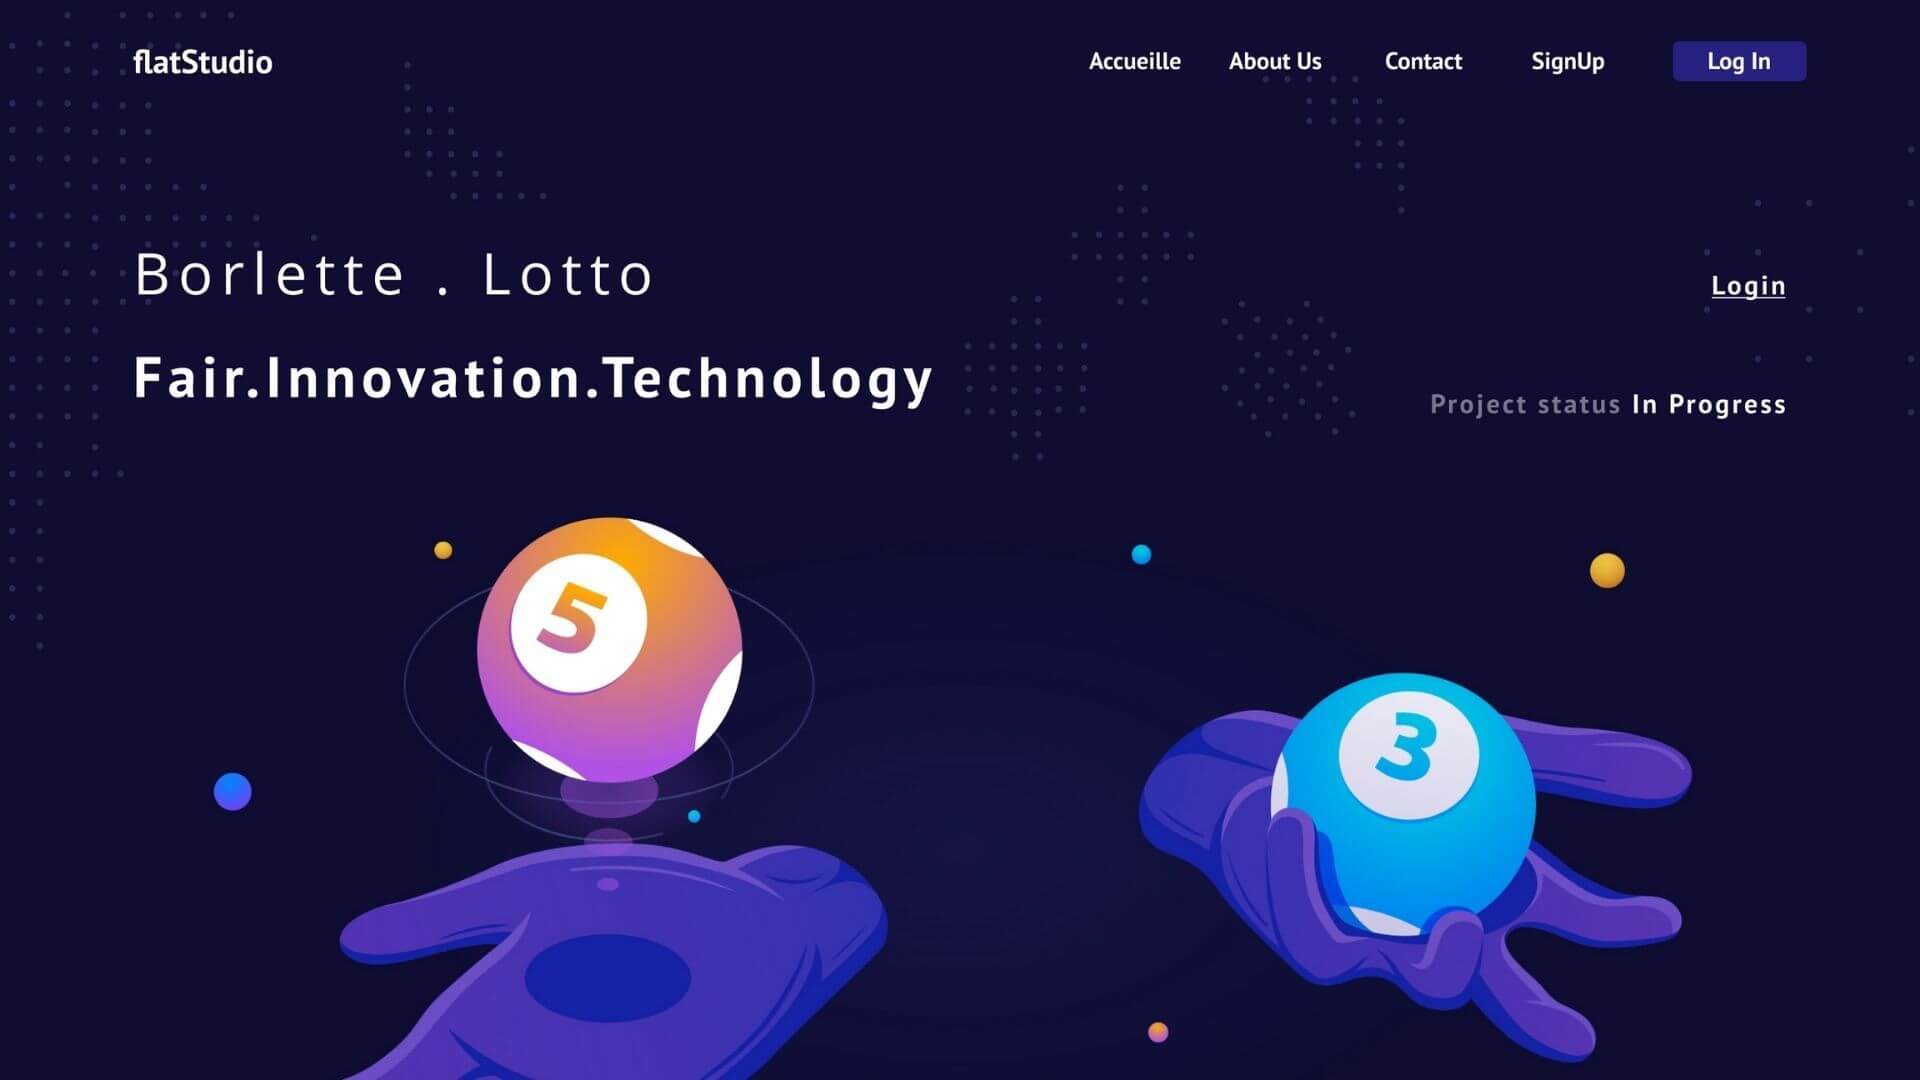 flatStudio
Accueille About Us Contact SignUp Log In
Borlette . Lotto
Login
Fair.Innovation.Technology
Project status In Progress
5
3